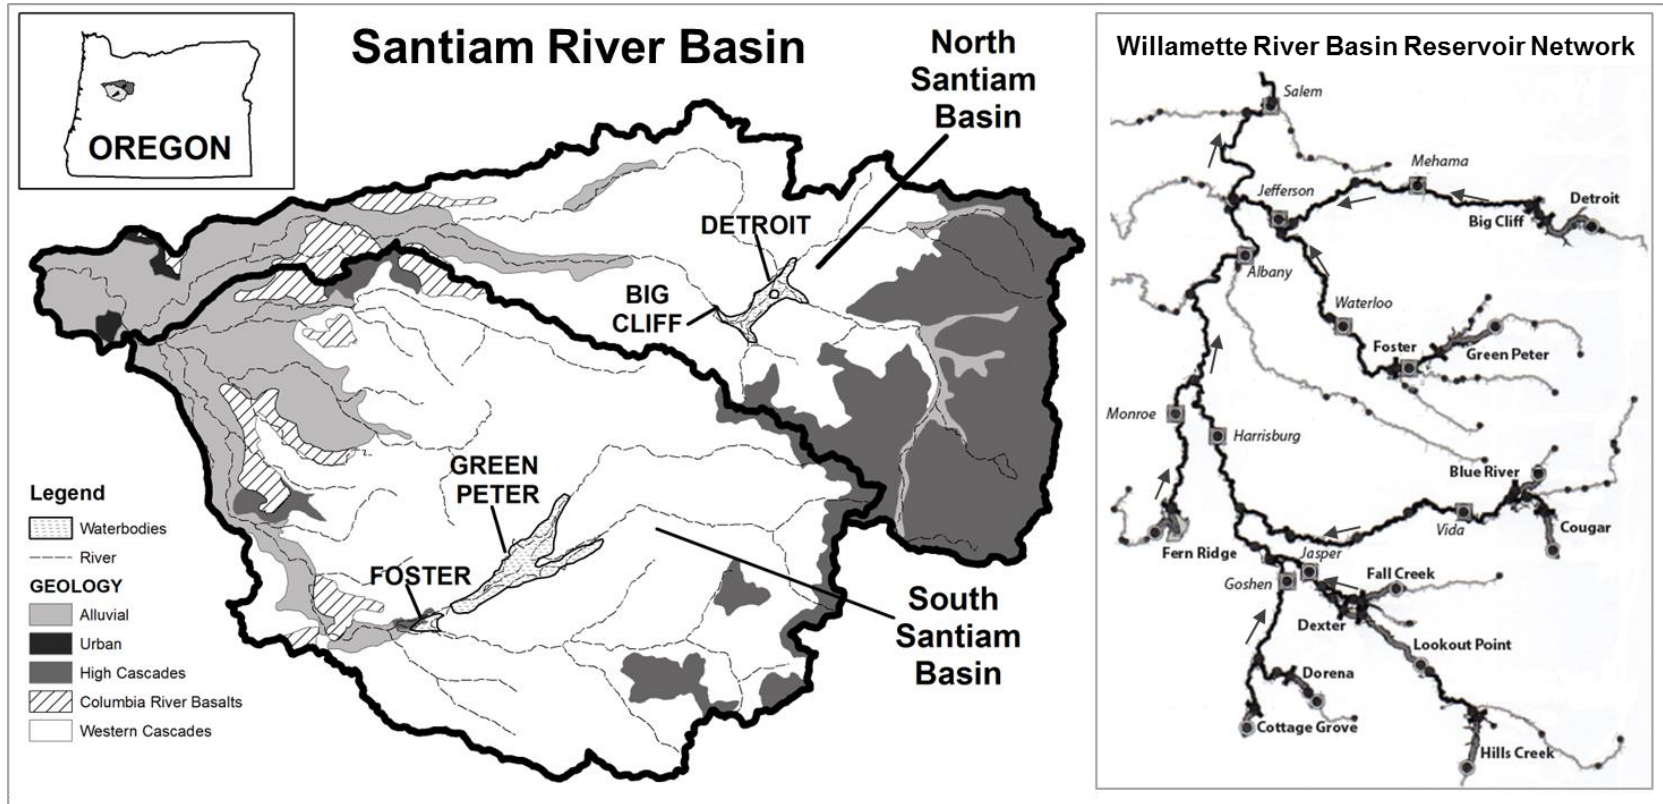 Santiam River Basin
OREGON
North
Santiam
Basin
DETROIT
BIG
CLIFF
GREEN
PETER
FOSTER
South
Santiam
Basin
Legend
Waterbodies
River
GEOLOGY
Alluvial
Urban
High Cascades
Columbia River Basalts
Western Cascades
Willamette River Basin Reservoir Network
Salem
Mehama
Jefferson
Detroit
Big Cliff
Albany
Waterloo
Foster
Green Peter
Monroe
Harrisburg
Blue River
Vida
Cougar
Fern Ridge
Jasper
Goshen
Fall Creek
Dexter
Lookout Point
Dorena
Cottage Grove
Hills Creek